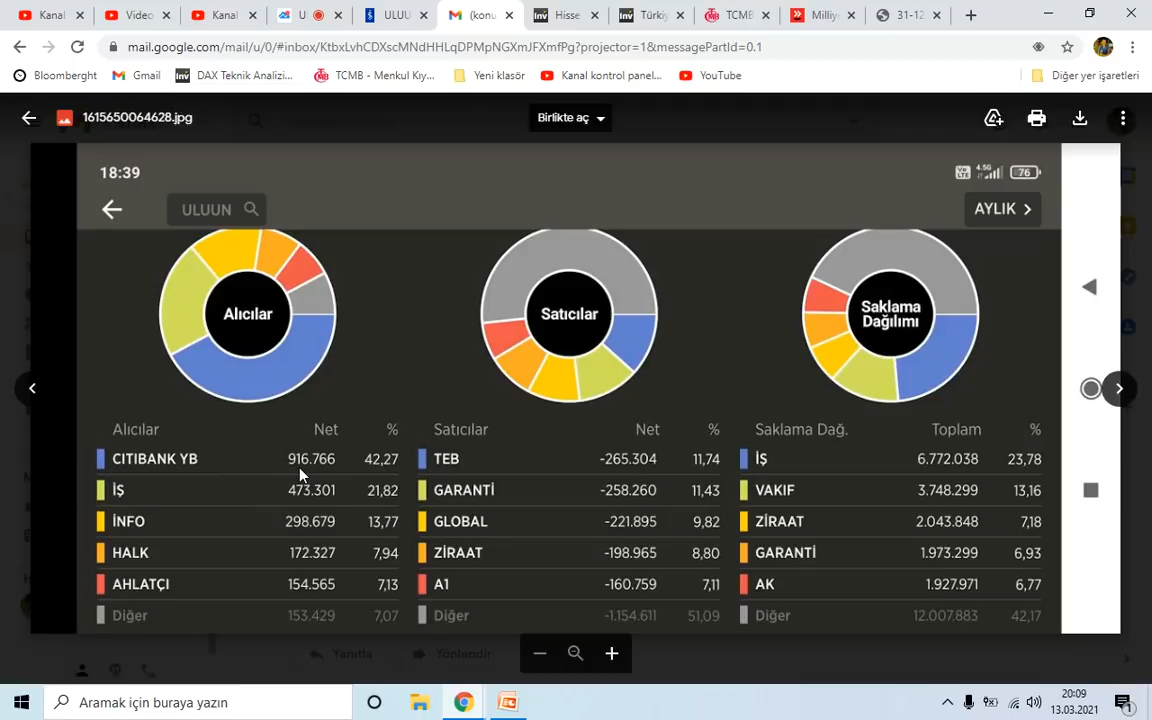 Kanal
Video
Kanal
U
ULUU
(konu
Hisse
Türkiy
TCMB
Milliy
31-12
mail.google.com/mail/u/0/#inbox/KtbxLvhCDXscMNdHHLqDPMpNGXmJFXmfPg?projector=1&messagePartId=0.1
Bloomberght
Gmail
DAX Teknik Analizi...
TCMB - Menkul Kıy...
Yeni klasör
Kanal kontrol panel...
YouTube
Diğer yer işaretleri
1615650064628.jpg
Birlikte aç
18:39
4.5G
76
ULUUN
AYLIK
Alıcılar
Satıcılar
Saklama
Dağılımı
Alıcılar Net %
CITIBANK YB 916.766 42,27
İŞ 473.301 21,82
İNFO 298.679 13,77
HALK 172.327 7,94
AHLATÇI 154.565 7,13
Diğer 153.429 7,07
Satıcılar Net %
TEB -265.304 11,74
GARANTİ -258.260 11,43
GLOBAL -221.895 9,82
ZİRAAT -198.965 8,80
A1 -160.759 7,11
Diğer -1.154.611 51,09
Saklama Dağ. Toplam %
İŞ 6.772.038 23,78
VAKIF 3.748.299 13,16
ZİRAAT 2.043.848 7,18
GARANTİ 1.973.299 6,93
AK 1.927.971 6,77
Diğer 12.007.883 42,17
Yanıtla
Yönlendir
Aramak için buraya yazın
20:09
13.03.2021